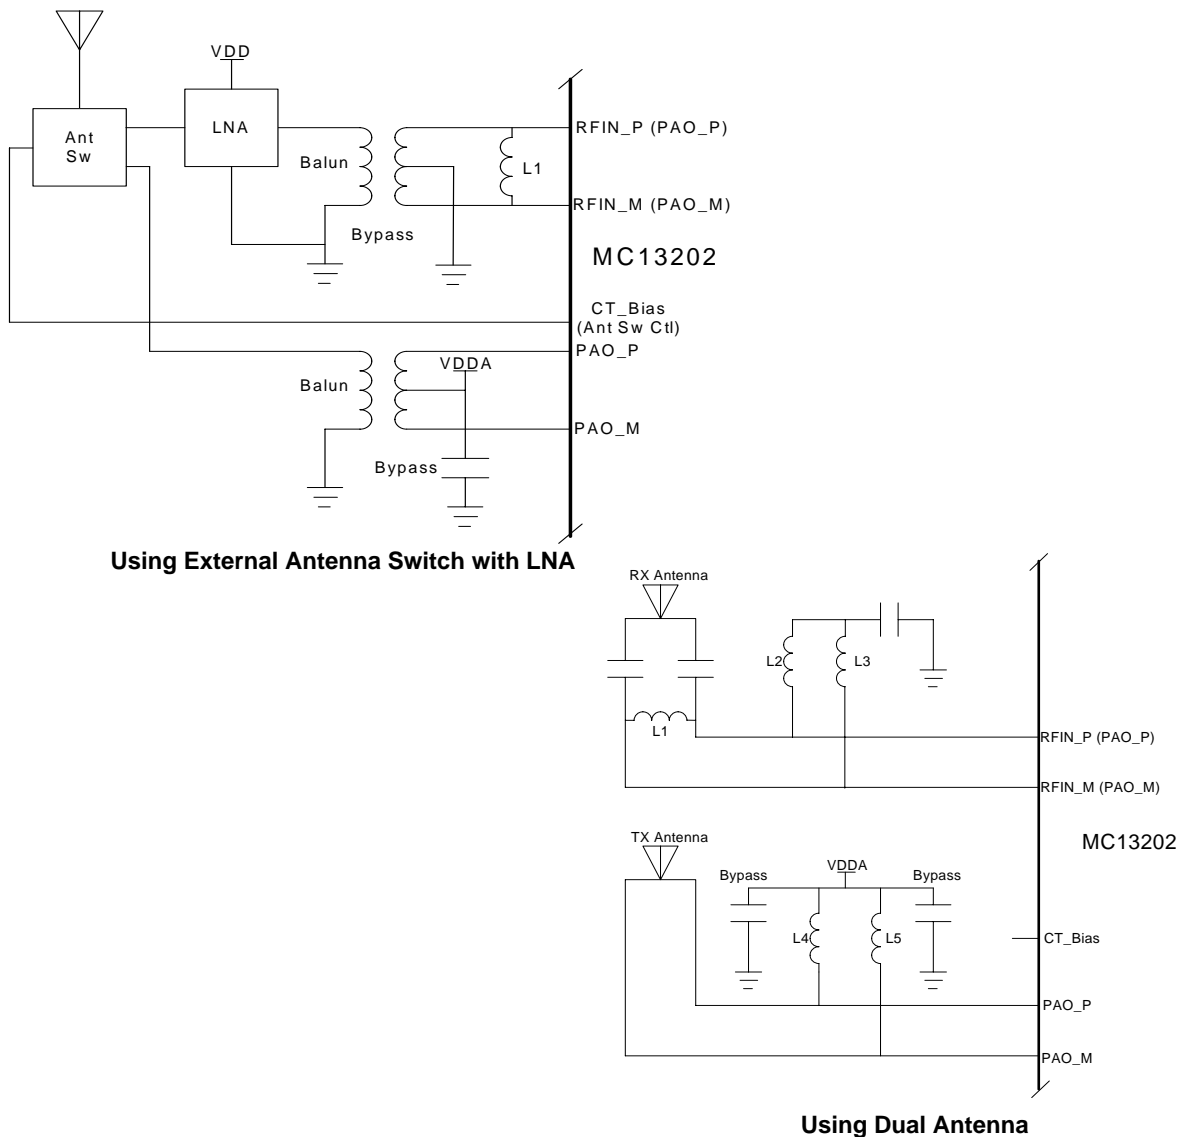 VDD
Ant
Sw
LNA
Balun
RFIN_P (PAO_P)
L1
RFIN_M (PAO_M)
Bypass
MC13202
CT_Bias
(Ant Sw Ctl)
PAO_P
VDDA
Balun
PAO_M
Bypass
Using External Antenna Switch with LNA
RX Antenna
L2
L3
L1
RFIN_P (PAO_P)
RFIN_M (PAO_M)
TX Antenna
MC13202
VDDA
Bypass
Bypass
L4
L5
CT_Bias
PAO_P
PAO_M
Using Dual Antenna